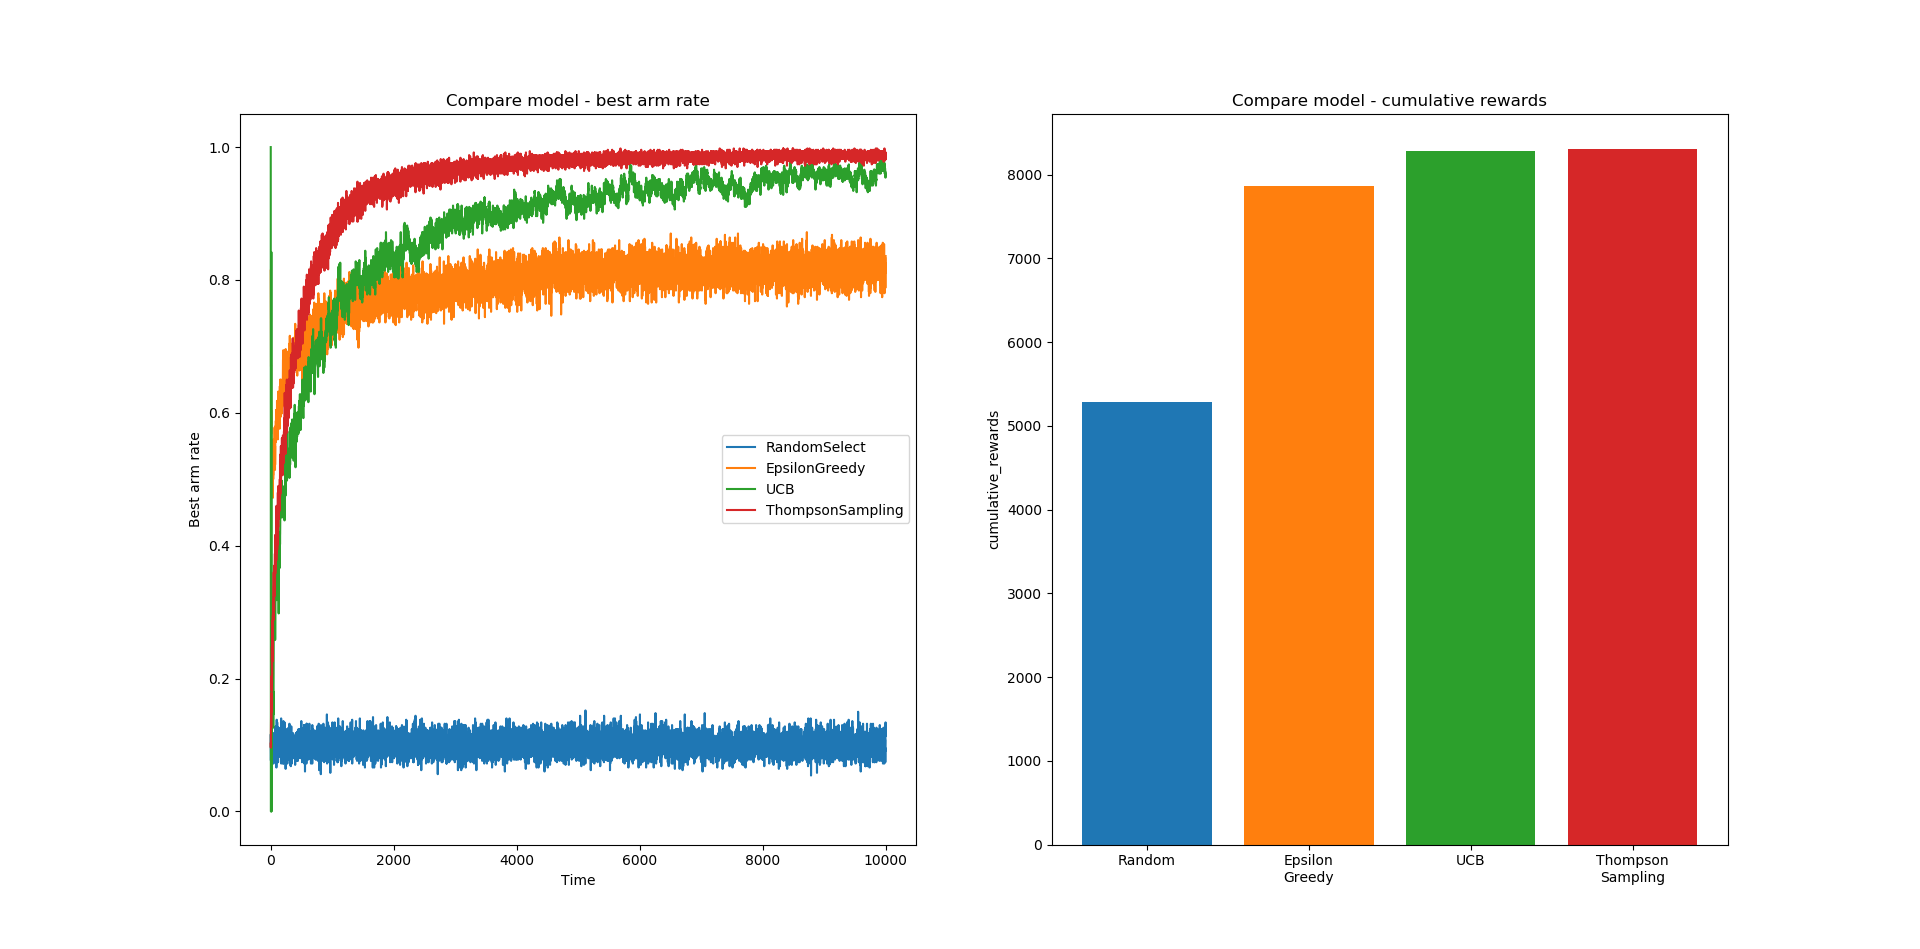 Compare model - best arm rate
1.0
0.8
0.6
0.4
0.2
0.0
Best arm rate
0
2000
4000
6000
8000
10000
Time
RandomSelect
EpsilonGreedy
UCB
ThompsonSampling
Compare model - cumulative rewards
8000
7000
6000
5000
4000
3000
2000
1000
0
cumulative_rewards
Random
Epsilon
Greedy
UCB
Thompson
Sampling